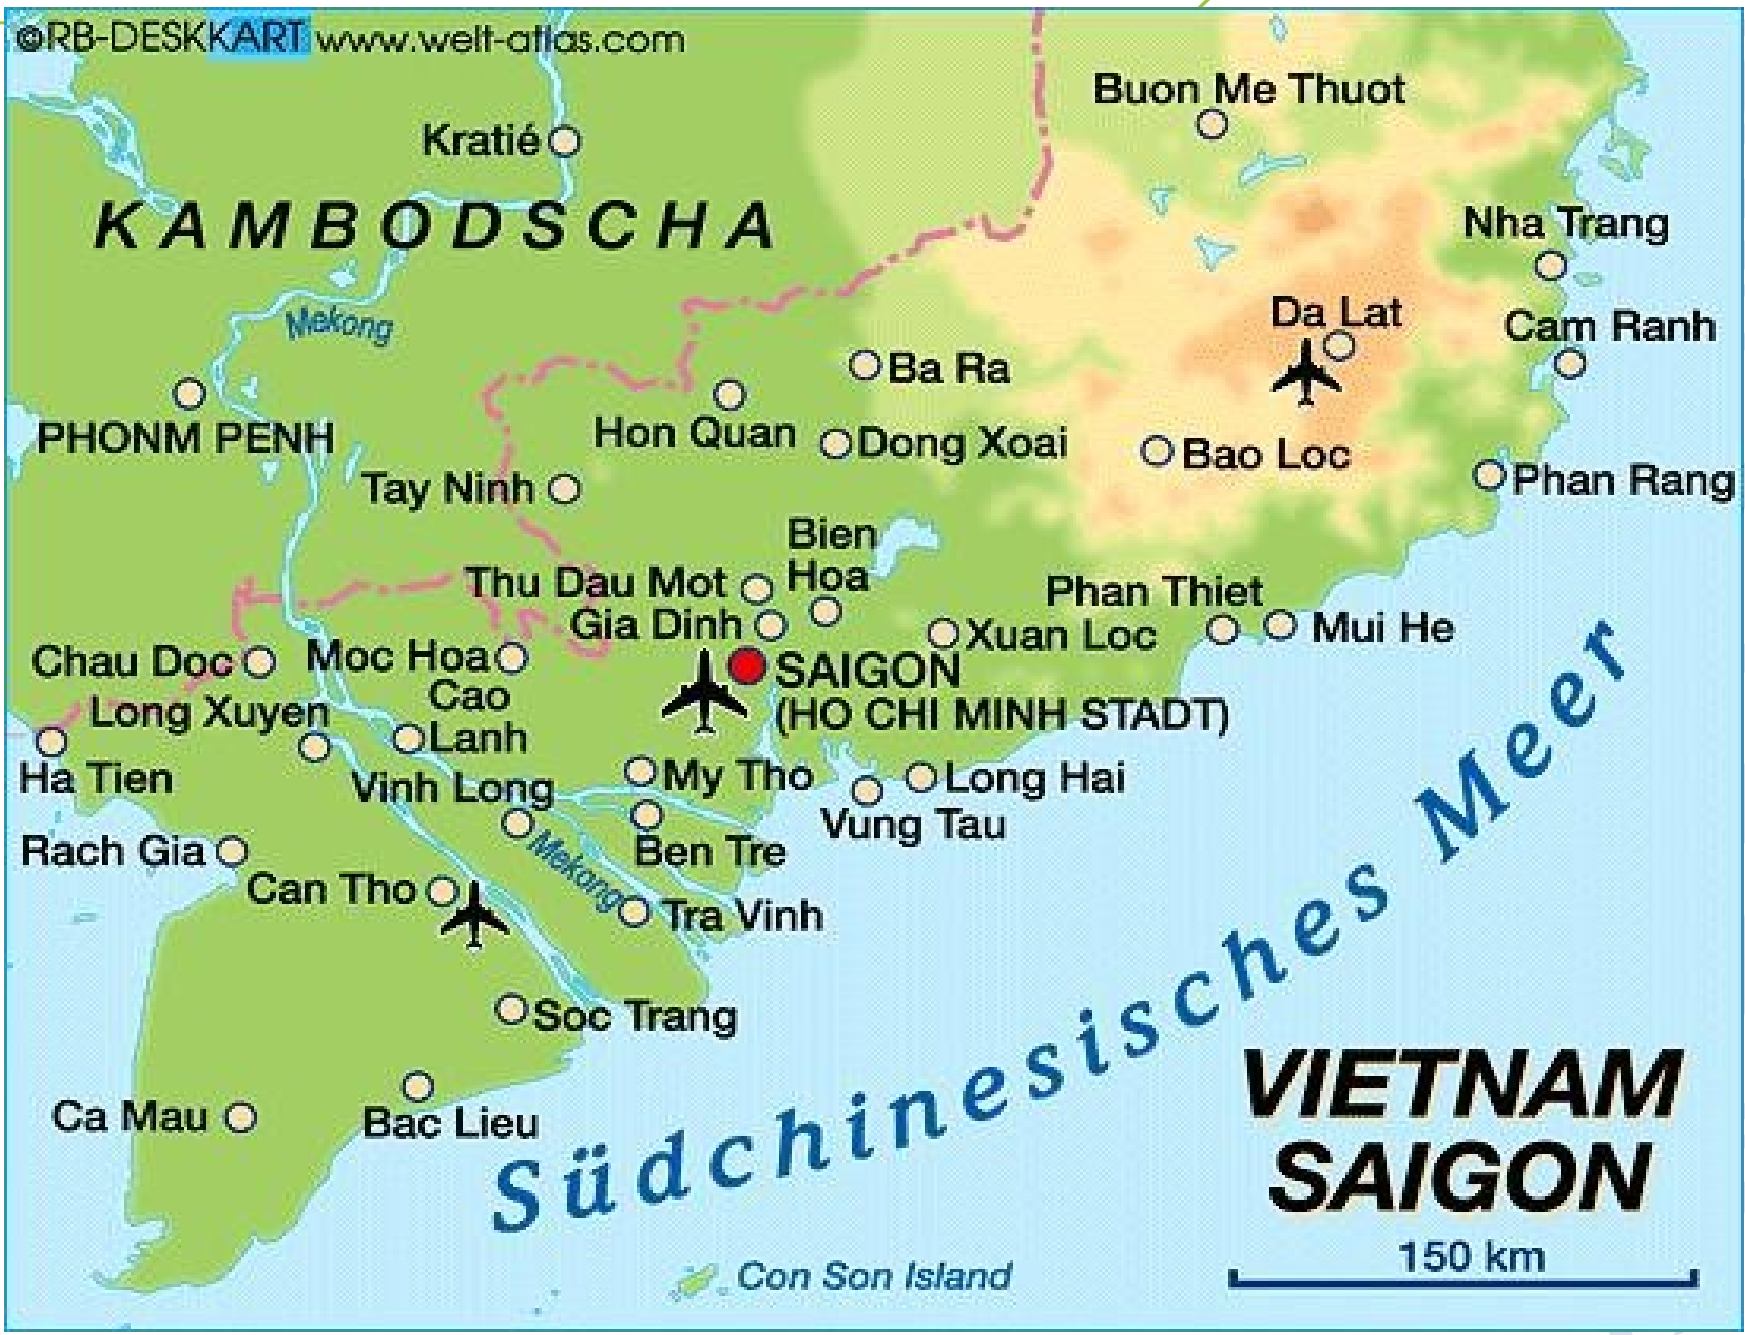 ©RB-DESKKART www.welt-atlas.com
Buon Me Thuot
Kratié
KAMBODSCHA
Nha Trang
Mekong
Da Lat
Cam Ranh
Ba Ra
PHONM PENH
Hon Quan
Dong Xoai
Bao Loc
Phan Rang
Tay Ninh
Bien
Hoa
Thu Dau Mot
Phan Thiet
Gia Dinh
Xuan Loc
Mui He
Chau Doc
Moc Hoa
SAIGON
(HO CHI MINH STADT)
Cao
Lanh
Long Xuyen
Ha Tien
Vinh Long
My Tho
Long Hai
Vung Tau
Rach Gia
Ben Tre
Mekong
Can Tho
Tra Vinh
Soc Trang
Südchinesisches Meer
Ca Mau
Bac Lieu
VIETNAM
SAIGON
150 km
Con Son Island